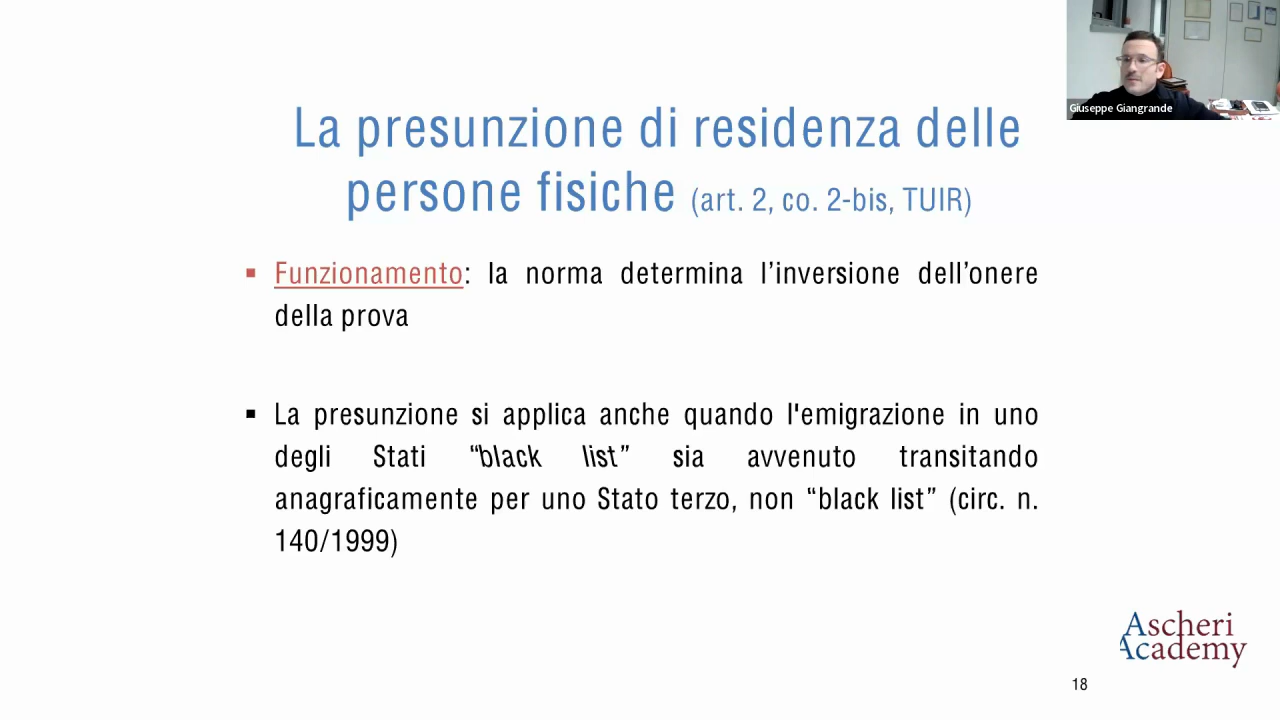 Giuseppe Giangrande
La presunzione di residenza delle
persone fisiche (art. 2, co. 2-bis, TUIR)
▪ Funzionamento: la norma determina l’inversione dell’onere
della prova
▪ La presunzione si applica anche quando l'emigrazione in uno
degli Stati “black list” sia avvenuto transitando
anagraficamente per uno Stato terzo, non “black list” (circ. n.
140/1999)
Ascheri
Academy
18